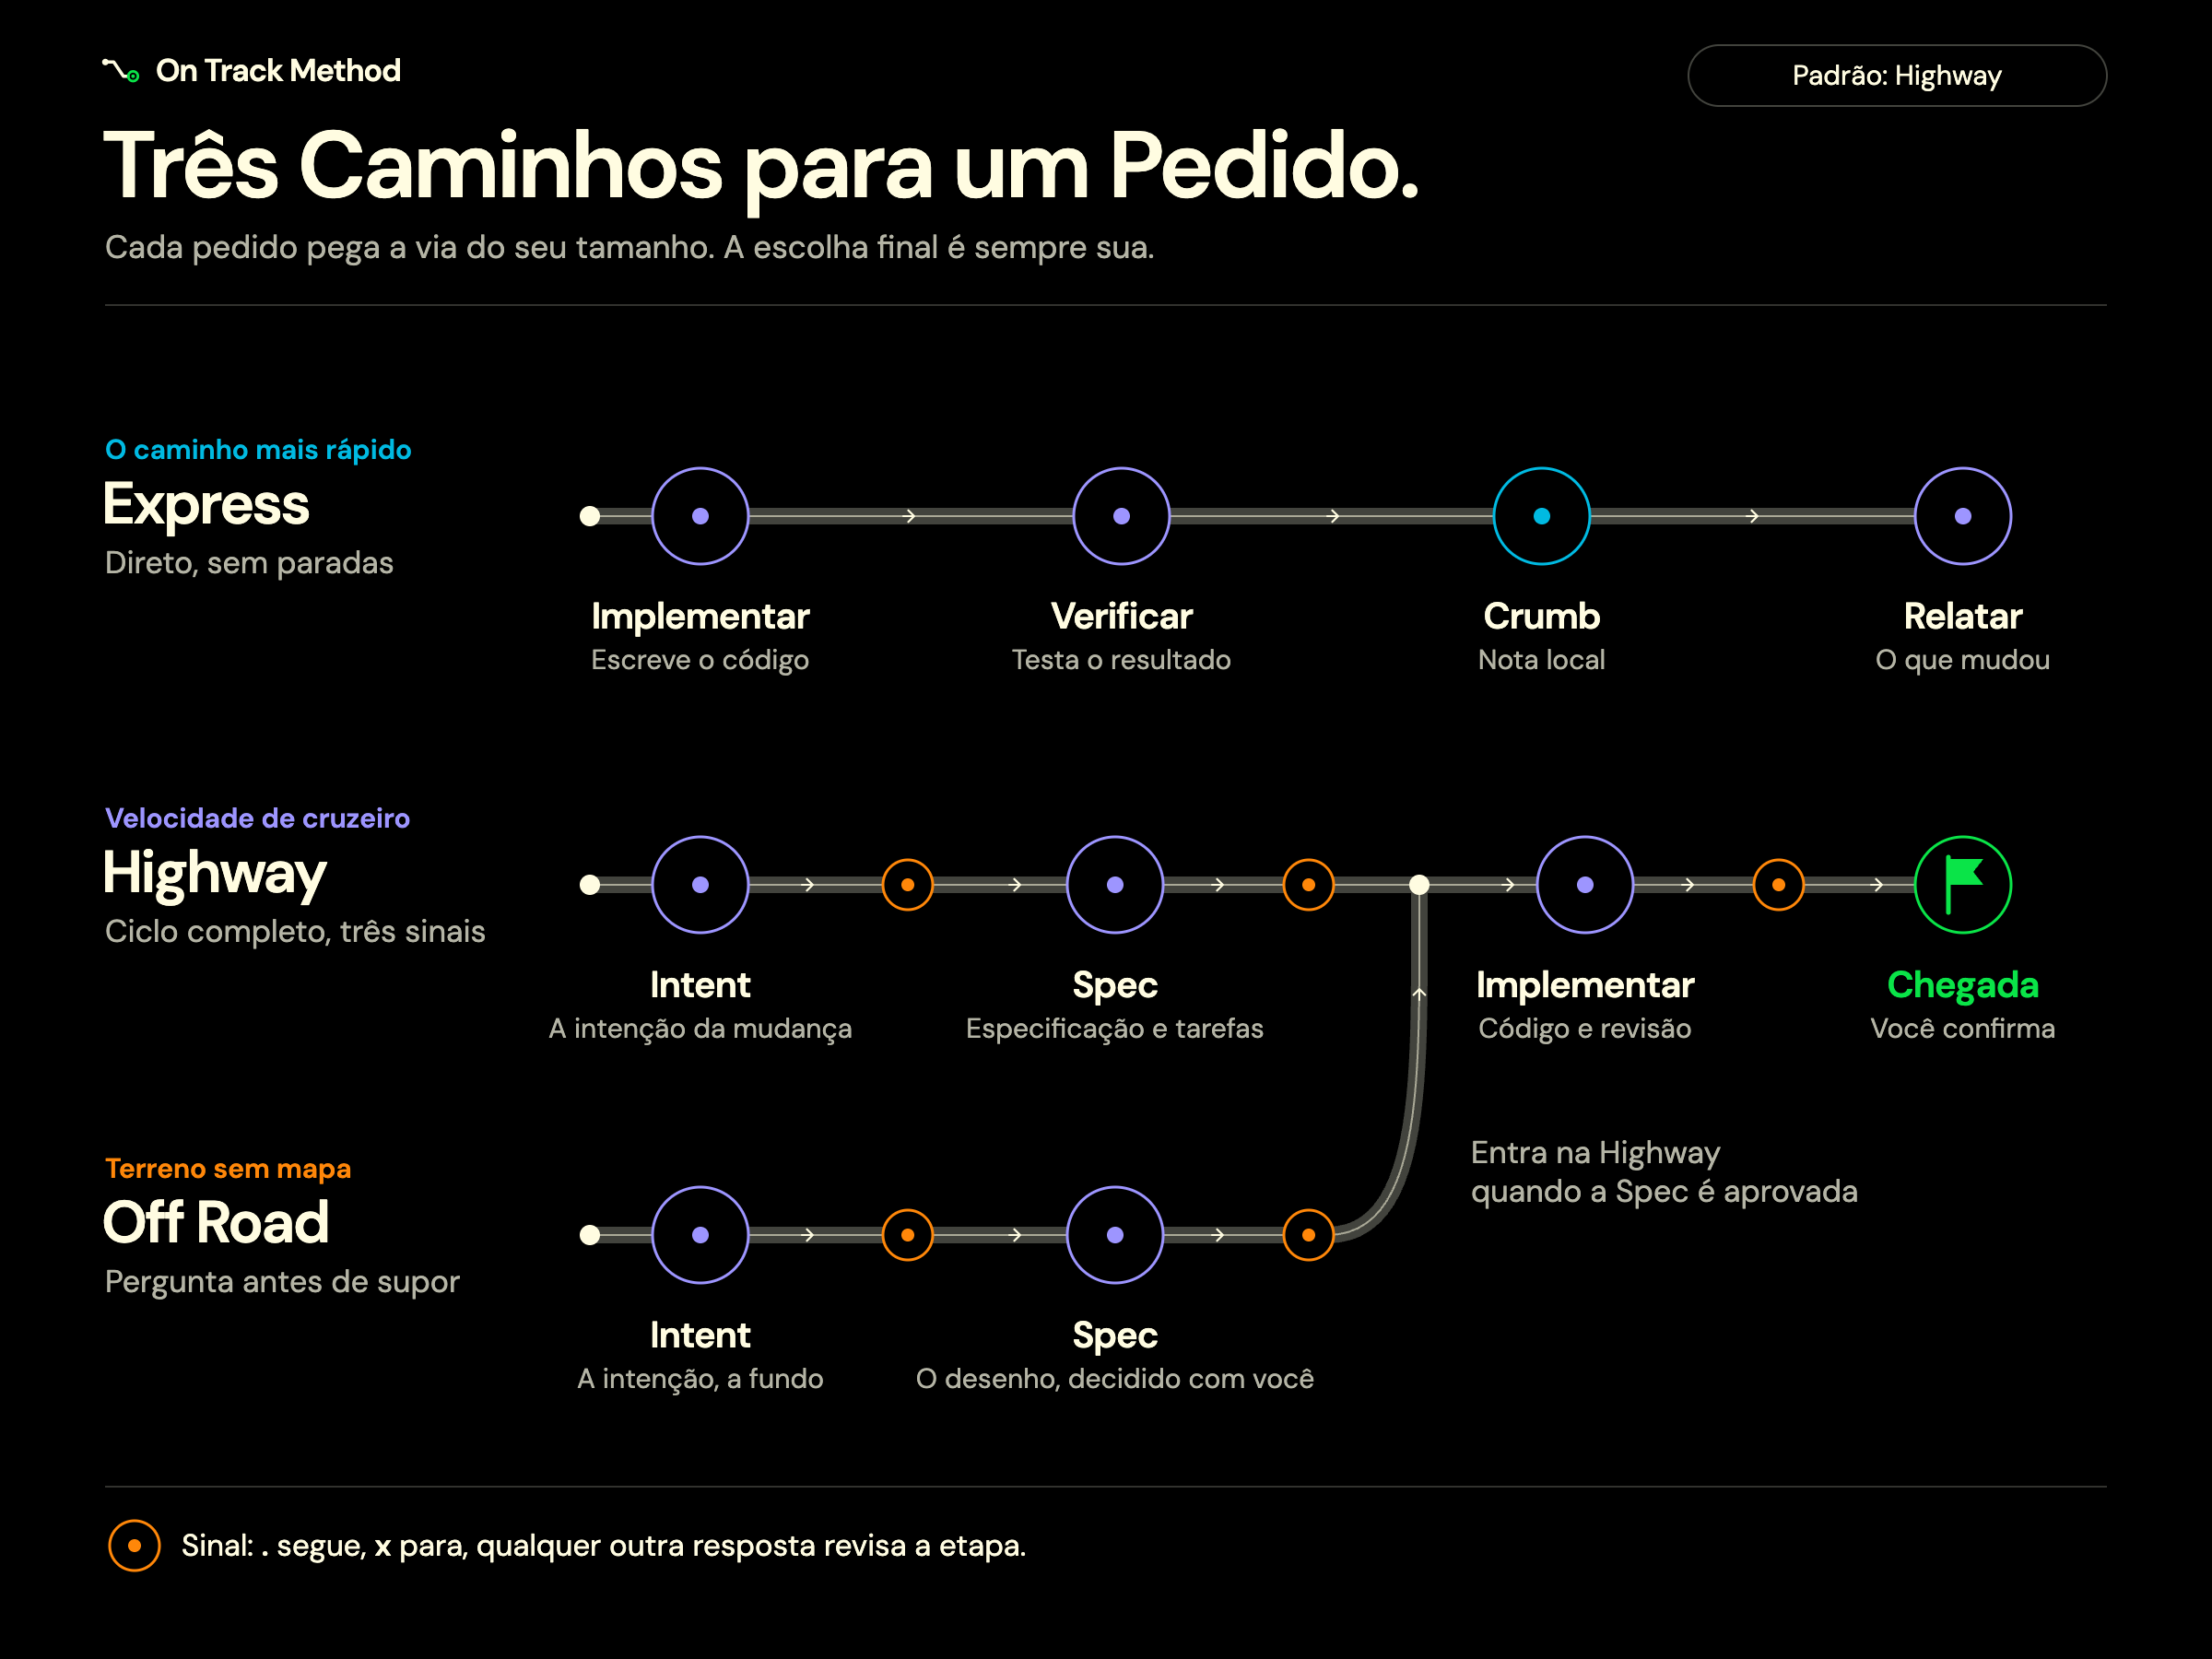 On Track Method
Padrão: Highway
Três Caminhos para um Pedido.
Cada pedido pega a via do seu tamanho. A escolha final é sempre sua.
O caminho mais rápido
Express
Direto, sem paradas
Implementar
Escreve o código
Verificar
Testa o resultado
Crumb
Nota local
Relatar
O que mudou
Velocidade de cruzeiro
Highway
Ciclo completo, três sinais
Intent
A intenção da mudança
Spec
Especificação e tarefas
Implementar
Código e revisão
Chegada
Você confirma
Terreno sem mapa
Off Road
Pergunta antes de supor
Intent
A intenção, a fundo
Spec
O desenho, decidido com você
Entra na Highway
quando a Spec é aprovada
Sinal: . segue, x para, qualquer outra resposta revisa a etapa.